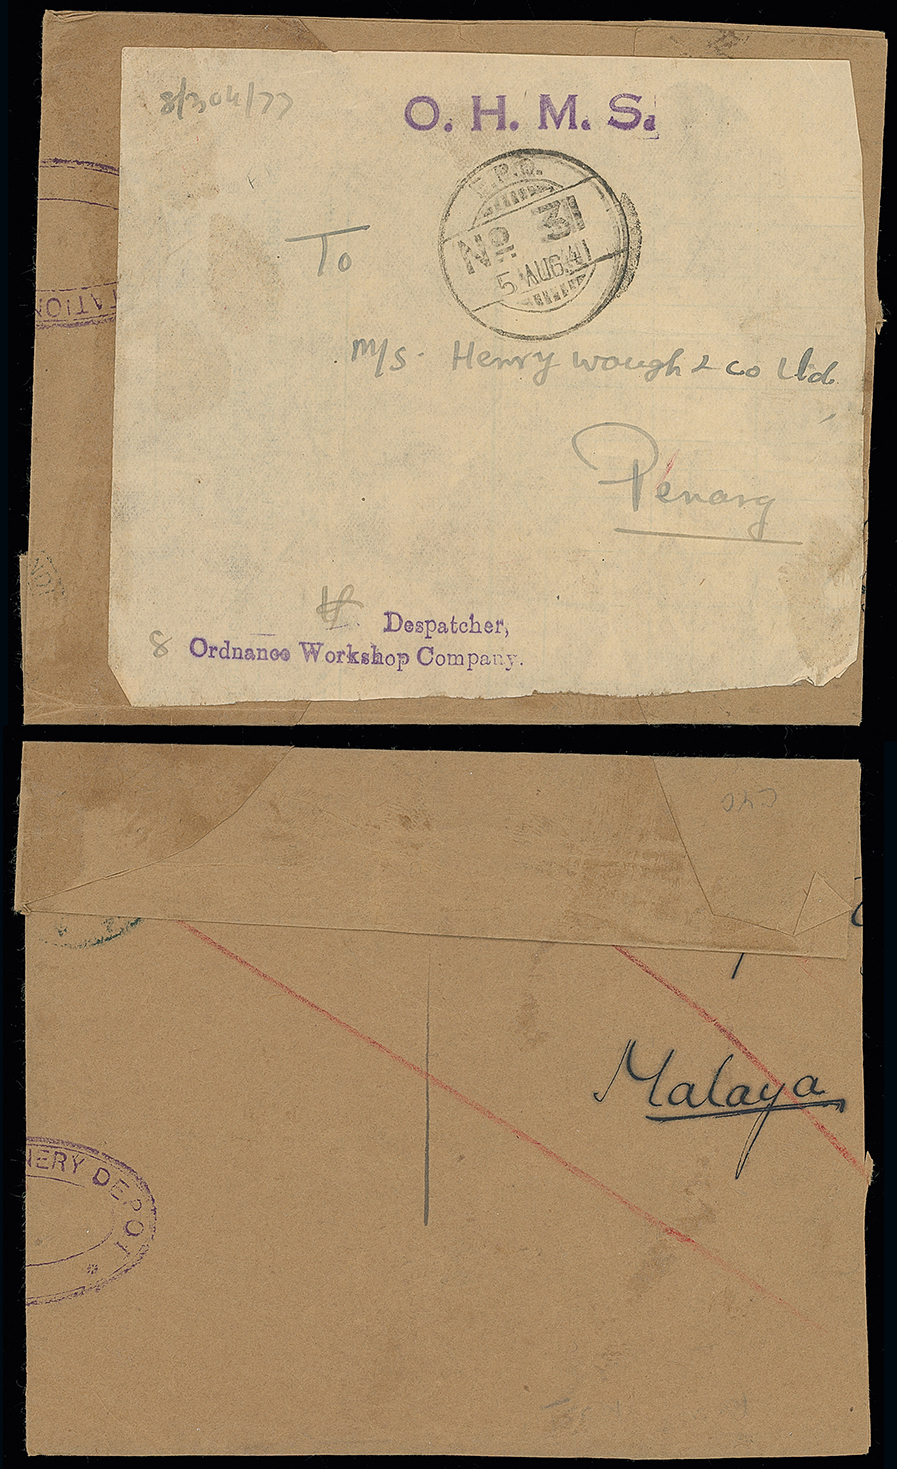 8/304/77
O. H. M. S.
F.P.O.
No 31
5 AUG 41
TATION
To
M/s. Henry Waugh & Co Ltd.
Penang
Despatcher,
8 Ordnance Workshop Company.
Malaya
NERY DEPOT *